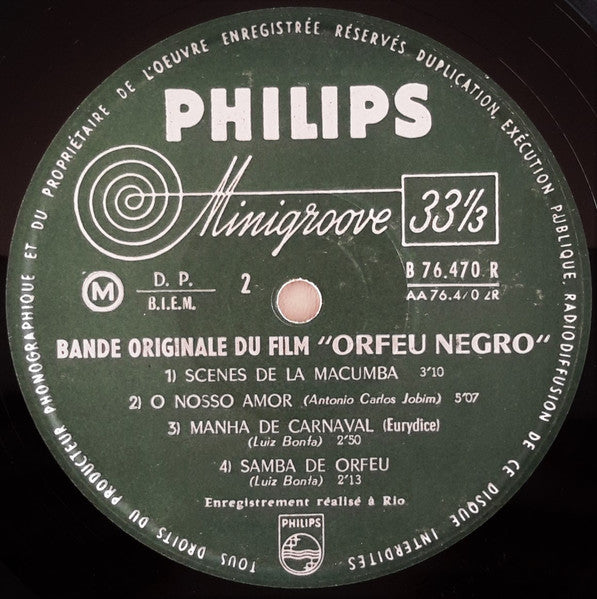 TOUS DROITS DU PRODUCTEUR PHONOGRAPHIQUE ET DU PROPRIÉTAIRE DE L'OEUVRE ENREGISTRÉE RÉSERVÉS DUPLICATION, EXÉCUTION PUBLIQUE, RADIODIFFUSION DE CE DISQUE INTERDITES
PHILIPS
Minigroove 33 1/3
M D. P. 2 B 76.470 R
B.I.E.M. AA 76.470 2R
BANDE ORIGINALE DU FILM "ORFEU NEGRO"
1) SCENES DE LA MACUMBA 3'10
2) O NOSSO AMOR (Antonio Carlos Jobim) 5'07
3) MANHA DE CARNAVAL (Eurydice)
(Luiz Bonfa) 2'50
4) SAMBA DE ORFEU
(Luiz Bonfa) 2'13
Enregistrement réalisé à Rio
PHILIPS